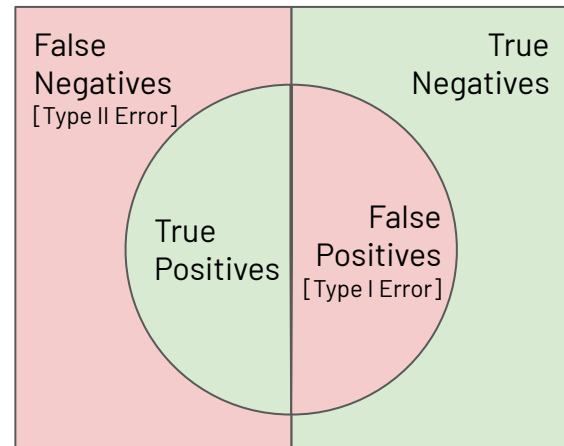 False
Negatives
[Type II Error]
True
Negatives
True
Positives
False
Positives
[Type I Error]